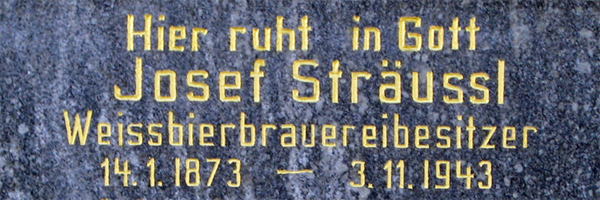 Hier ruht in Gott
Josef Sträussl
Weissbierbrauereibesitzer
14.1.1873 — 3.11.1943